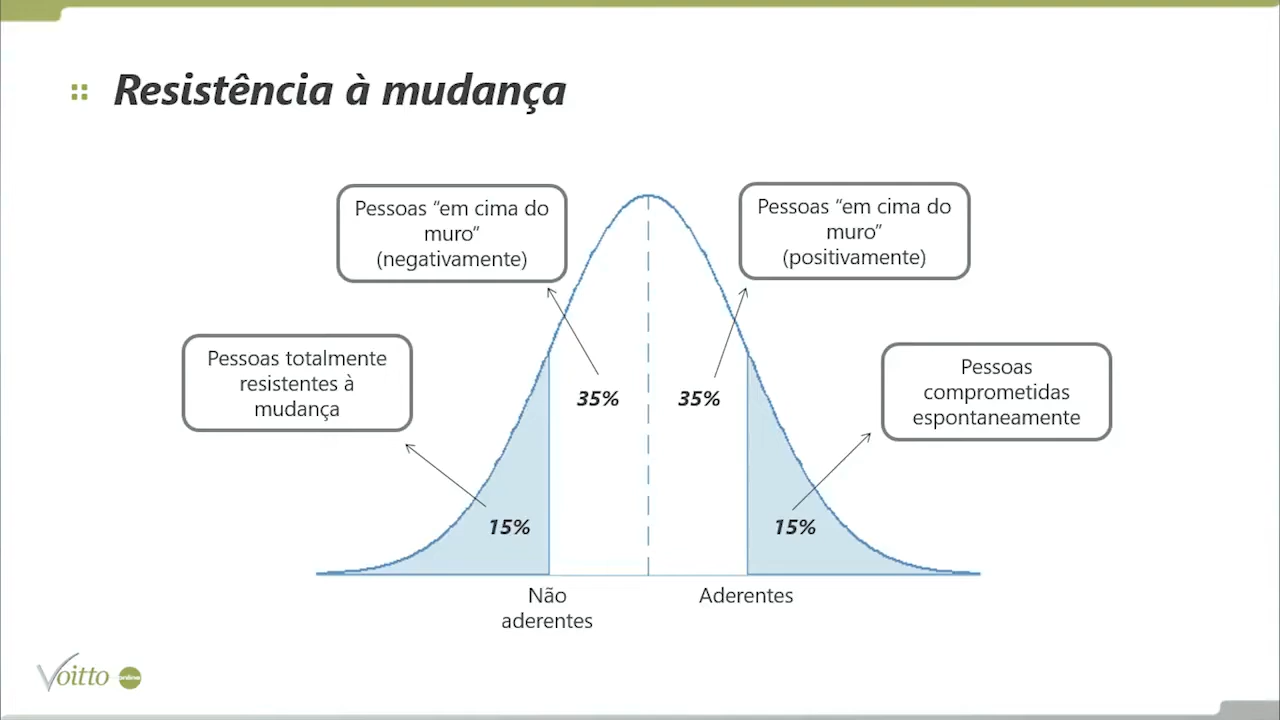 Resistência à mudança
Pessoas “em cima do
muro”
(negativamente)
Pessoas “em cima do
muro”
(positivamente)
Pessoas totalmente
resistentes à
mudança
Pessoas
comprometidas
espontaneamente
35%
35%
15%
15%
Não
aderentes
Aderentes
Voitto online